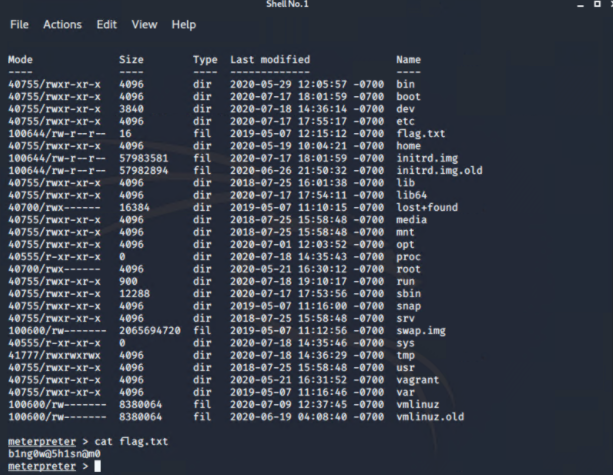 Shell No. 1
File Actions Edit View Help
Mode Size Type Last modified Name
---- ---- ---- ------------- ----
40755/rwxr-xr-x 4096 dir 2020-05-29 12:05:57 -0700 bin
40755/rwxr-xr-x 4096 dir 2020-07-17 18:01:59 -0700 boot
40755/rwxr-xr-x 3840 dir 2020-07-18 14:36:14 -0700 dev
40755/rwxr-xr-x 4096 dir 2020-07-17 17:55:17 -0700 etc
100644/rw-r--r-- 16 fil 2019-05-07 12:15:12 -0700 flag.txt
40755/rwxr-xr-x 4096 dir 2020-05-19 10:04:21 -0700 home
100644/rw-r--r-- 57983581 fil 2020-07-17 18:01:59 -0700 initrd.img
100644/rw-r--r-- 57982894 fil 2020-06-26 21:50:32 -0700 initrd.img.old
40755/rwxr-xr-x 4096 dir 2018-07-25 16:01:38 -0700 lib
40755/rwxr-xr-x 4096 dir 2020-07-17 17:54:11 -0700 lib64
40700/rwx------ 16384 dir 2019-05-07 11:10:15 -0700 lost+found
40755/rwxr-xr-x 4096 dir 2018-07-25 15:58:48 -0700 media
40755/rwxr-xr-x 4096 dir 2018-07-25 15:58:48 -0700 mnt
40755/rwxr-xr-x 4096 dir 2020-07-01 12:03:52 -0700 opt
40555/r-xr-xr-x 0 dir 2020-07-18 14:35:43 -0700 proc
40700/rwx------ 4096 dir 2020-05-21 16:30:12 -0700 root
40755/rwxr-xr-x 900 dir 2020-07-18 19:10:17 -0700 run
40755/rwxr-xr-x 12288 dir 2020-07-17 17:53:56 -0700 sbin
40755/rwxr-xr-x 4096 dir 2019-05-07 11:16:00 -0700 snap
40755/rwxr-xr-x 4096 dir 2018-07-25 15:58:48 -0700 srv
100600/rw------- 2065694720 fil 2019-05-07 11:12:56 -0700 swap.img
40555/r-xr-xr-x 0 dir 2020-07-18 14:35:46 -0700 sys
41777/rwxrwxrwx 4096 dir 2020-07-18 14:36:29 -0700 tmp
40755/rwxr-xr-x 4096 dir 2018-07-25 15:58:48 -0700 usr
40755/rwxr-xr-x 4096 dir 2020-05-21 16:31:52 -0700 vagrant
40755/rwxr-xr-x 4096 dir 2019-05-07 11:16:46 -0700 var
100600/rw------- 8380064 fil 2020-07-09 12:37:45 -0700 vmlinuz
100600/rw------- 8380064 fil 2020-06-19 04:08:40 -0700 vmlinuz.old
meterpreter > cat flag.txt
b1ng0w@5h1sn@m0
meterpreter >